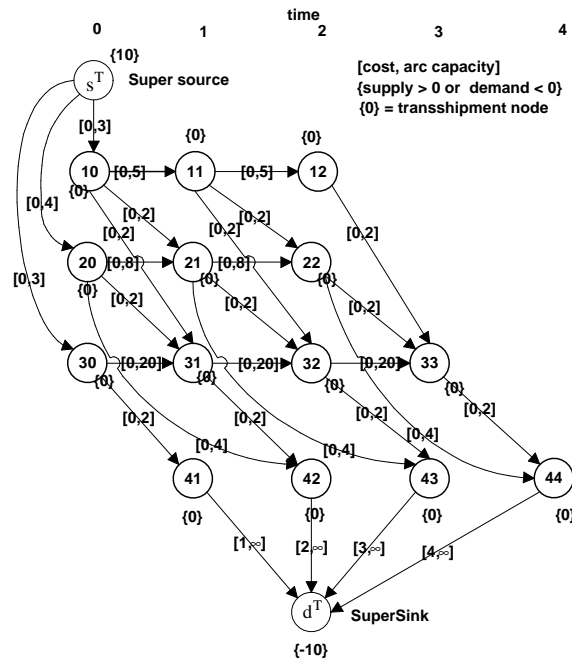 time
0 1 2 3 4
{10}
s^T Super source
[cost, arc capacity]
{supply > 0 or demand < 0}
{0} = transshipment node
[0,3]
{0} {0}
10 [0,5] 11 [0,5] 12
{0}
[0,4] [0,2] [0,2]
[0,2] [0,2] [0,2]
20 [0,8] 21 [0,8] 22
[0,3] {0} {0} {0}
[0,2] [0,2] [0,2]
30 [0,20] 31 [0,20] 32 [0,20] 33
{0} {0} {0} {0}
[0,2] [0,2] [0,2] [0,2]
[0,4] [0,4] [0,4]
41 42 43 44
{0} {0} {0} {0}
[1,∞] [2,∞] [3,∞] [4,∞]
d^T SuperSink
{-10}